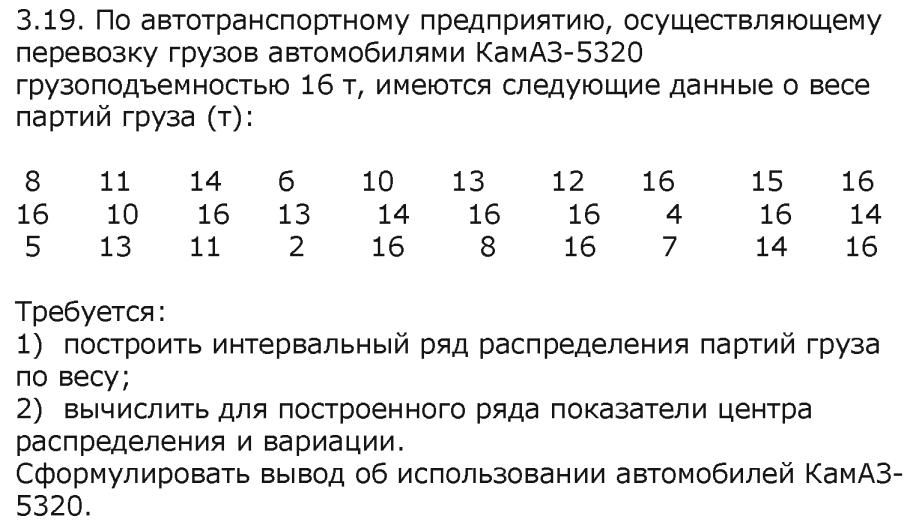 3.19. По автотранспортному предприятию, осуществляющему
перевозку грузов автомобилями КамАЗ-5320
грузоподъемностью 16 т, имеются следующие данные о весе
партий груза (т):
8 11 14 6 10 13 12 16 15 16
16 10 16 13 14 16 16 4 16 14
5 13 11 2 16 8 16 7 14 16
Требуется:
1) построить интервальный ряд распределения партий груза
по весу;
2) вычислить для построенного ряда показатели центра
распределения и вариации.
Сформулировать вывод об использовании автомобилей КамАЗ-
5320.